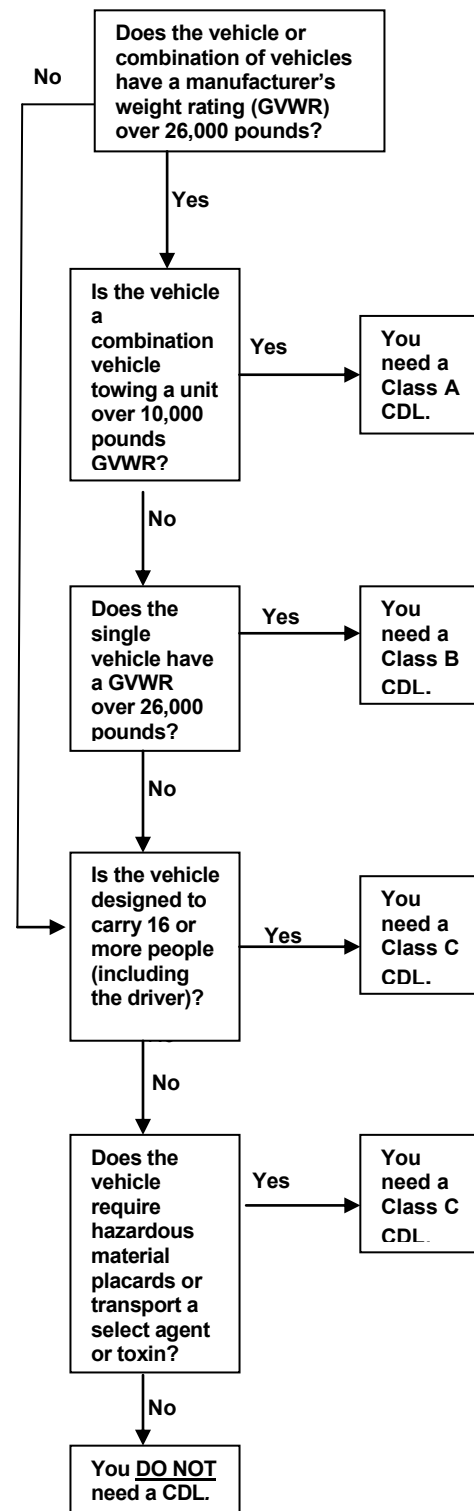 Does the vehicle or
combination of vehicles
have a manufacturer's
weight rating (GVWR)
over 26,000 pounds?
No
Yes
Is the vehicle
a
combination
vehicle
towing a unit
over 10,000
pounds
GVWR?
Yes
You
need a
Class A
CDL.
No
Does the
single
vehicle have
a GVWR
over 26,000
pounds?
Yes
You
need a
Class B
CDL.
No
Is the vehicle
designed to
carry 16 or
more people
(including
the driver)?
Yes
You
need a
Class C
CDL.
No
Does the
vehicle
require
hazardous
material
placards or
transport a
select agent
or toxin?
Yes
You
need a
Class C
CDL.
No
You DO NOT
need a CDL.